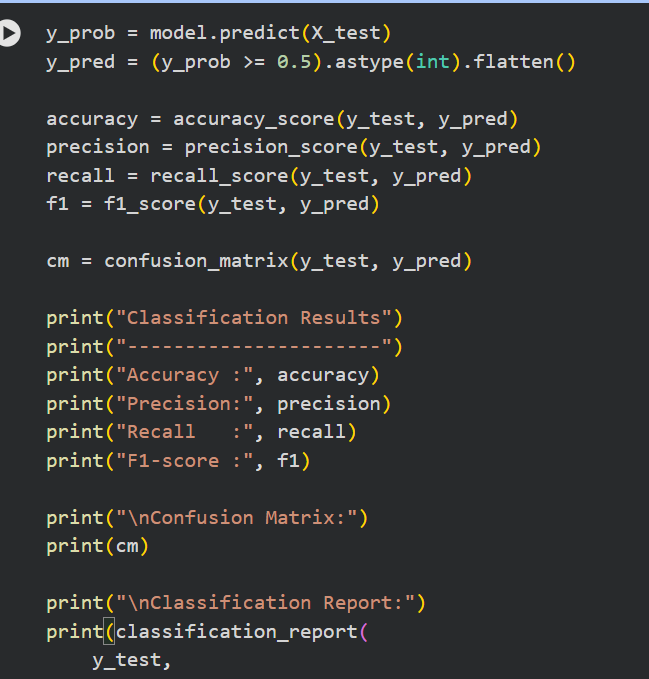 y_prob = model.predict(X_test)
y_pred = (y_prob >= 0.5).astype(int).flatten()
accuracy = accuracy_score(y_test, y_pred)
precision = precision_score(y_test, y_pred)
recall = recall_score(y_test, y_pred)
f1 = f1_score(y_test, y_pred)
cm = confusion_matrix(y_test, y_pred)
print("Classification Results")
print("----------------------")
print("Accuracy :", accuracy)
print("Precision:", precision)
print("Recall   :", recall)
print("F1-score :", f1)
print("\nConfusion Matrix:")
print(cm)
print("\nClassification Report:")
print(classification_report(
    y_test,